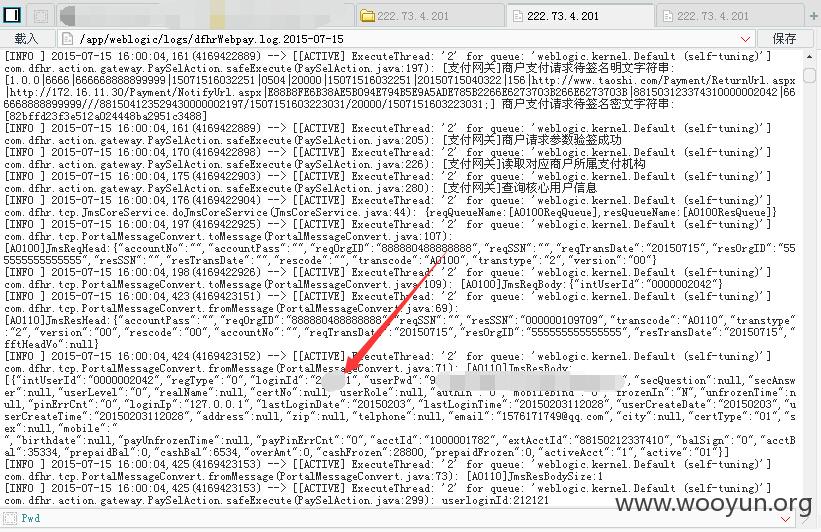 222.73.4.201
222.73.4.201
222.73.4.201
载入
/app/weblogic/logs/dfhrWebpay.log.2015-07-15
保存
[INFO ] 2015-07-15 16:00:04,161(4169422889) --> [[ACTIVE] ExecuteThread: '2' for queue: 'weblogic.kernel.Default (self-tuning)']
com.dfhr.action.gateway.PaySelAction.safeExecute(PaySelAction.java:197): [支付网关]商户支付请求待签名明文字符串:
[1.0.0|6666|66668888899999|15071516032251|0504|20000|15071516032251|20150715040322|156|http://www.taoshi.com/Payment/ReturnUrl.aspx
|http://172.16.11.30/Payment/NotifyUrl.aspx|E88B8FE6B38AE5B094E794B5E9A5ADE785B2266E6273703B266E6273703B|881503123374310000002042|66
668888899999///881504123529430000002197/150715160322​3031/20000/1507151603223031;] 商户支付请求待签名字符串:
[82bffd23f3e512a024448ba2951c3488]
[INFO ] 2015-07-15 16:00:04,161(4169422889) --> [[ACTIVE] ExecuteThread: '2' for queue: 'weblogic.kernel.Default (self-tuning)']
com.dfhr.action.gateway.PaySelAction.safeExecute(PaySelAction.java:205): [支付网关]商户请求参数验签成功
[INFO ] 2015-07-15 16:00:04,170(4169422898) --> [[ACTIVE] ExecuteThread: '2' for queue: 'weblogic.kernel.Default (self-tuning)']
com.dfhr.action.gateway.PaySelAction.safeExecute(PaySelAction.java:226): [支付网关]读取对应商户所属支付机构
[INFO ] 2015-07-15 16:00:04,175(4169422903) --> [[ACTIVE] ExecuteThread: '2' for queue: 'weblogic.kernel.Default (self-tuning)']
com.dfhr.action.gateway.PaySelAction.safeExecute(PaySelAction.java:280): [支付网关]查询核心用户信息
[INFO ] 2015-07-15 16:00:04,176(4169422904) --> [[ACTIVE] ExecuteThread: '2' for queue: 'weblogic.kernel.Default (self-tuning)']
com.dfhr.tcp.JmsCoreService.doJmsCoreService(JmsCoreService.java:44): {reqQueueName:[A0100ReqQueue],resQueueName:[A0100ResQueue]}
[INFO ] 2015-07-15 16:00:04,197(4169422925) --> [[ACTIVE] ExecuteThread: '2' for queue: 'weblogic.kernel.Default (self-tuning)']
com.dfhr.tcp.PortalMessageConvert.toMessage(PortalMessageConvert.java:107):
[A0100]JmsReqHead:{"accountNo":"","accountPass":"","reqOrgID":"888880488888888","reqSSN":"","reqTransDate":"20150715","resOrgID":"55
5555555555555","resSSN":"","resTransDate":"","rescode":"","transcode":"A0100","transtype":"2","version":"00"}
[INFO ] 2015-07-15 16:00:04,198(4169422926) --> [[ACTIVE] ExecuteThread: '2' for queue: 'weblogic.kernel.Default (self-tuning)']
com.dfhr.tcp.PortalMessageConvert.toMessage(PortalMessageConvert.java:109): [A0100]JmsReqBody:{"intUserId":"0000002042"}
[INFO ] 2015-07-15 16:00:04,423(4169423151) --> [[ACTIVE] ExecuteThread: '2' for queue: 'weblogic.kernel.Default (self-tuning)']
com.dfhr.tcp.PortalMessageConvert.fromMessage(PortalMessageConvert.java:69):
[A0110]JmsResHead:{"accountPass":"","reqOrgID":"888880488888888","reqSSN":"","resSSN":"000000109709","transcode":"A0110","transtype
":"2","version":"00","rescode":"00","accountNo":"","reqTransDate":"20150715","resOrgID":"555555555555555","resTransDate":"20150715","
fftHeadVo":null}
[INFO ] 2015-07-15 16:00:04,424(4169423152) --> [[ACTIVE] ExecuteThread: '2' for queue: 'weblogic.kernel.Default (self-tuning)']
com.dfhr.tcp.PortalMessageConvert.fromMessage(PortalMessageConvert.java:71): [A0110]JmsResBody:
[{"intUserId":"0000002042","regType":"0","loginId":"2 1","userPwd":"9 ","secQuestion":null,"secAnsw
er":null,"userLevel":"0","realName":null,"certNo":null,"userRole":null,"authIn":"0","mobileBind":"0","frozenIn":"N","unfrozenTime":n
ull,"pinErrCnt":"0","loginIp":"127.0.0.1","lastLoginDate":"20150203","lastLoginTime":"20150203112028","userCreateDate":"20150203","u
serCreateTime":"20150203112028","address":null,"zip":null,"telphone":null,"email":"1576171749@qq.com","city":null,"certType":"01","s
ex":null,"mobile":"
","birthdate":null,"payUnfrozenTime":null,"payPinErrCnt":"0","acctId":"1000001782","extAcctId":"88150212337410","balSign":"0","acctB
al":35334,"prepaidBal":0,"cashBal":6534,"overAmt":0,"cashFrozen":28800,"prepaidFrozen":0,"activeAcct":"1","active":"01"}]
[INFO ] 2015-07-15 16:00:04,425(4169423153) --> [[ACTIVE] ExecuteThread: '2' for queue: 'weblogic.kernel.Default (self-tuning)']
com.dfhr.tcp.PortalMessageConvert.fromMessage(PortalMessageConvert.java:73): [A0110]JmsResBodySize:1
[INFO ] 2015-07-15 16:00:04,425(4169423153) --> [[ACTIVE] ExecuteThread: '2' for queue: 'weblogic.kernel.Default (self-tuning)']
com.dfhr.action.gateway.PaySelAction.safeExecute(PaySelAction.java:299): userloginId:212121
www.wooyun.org
Pwd